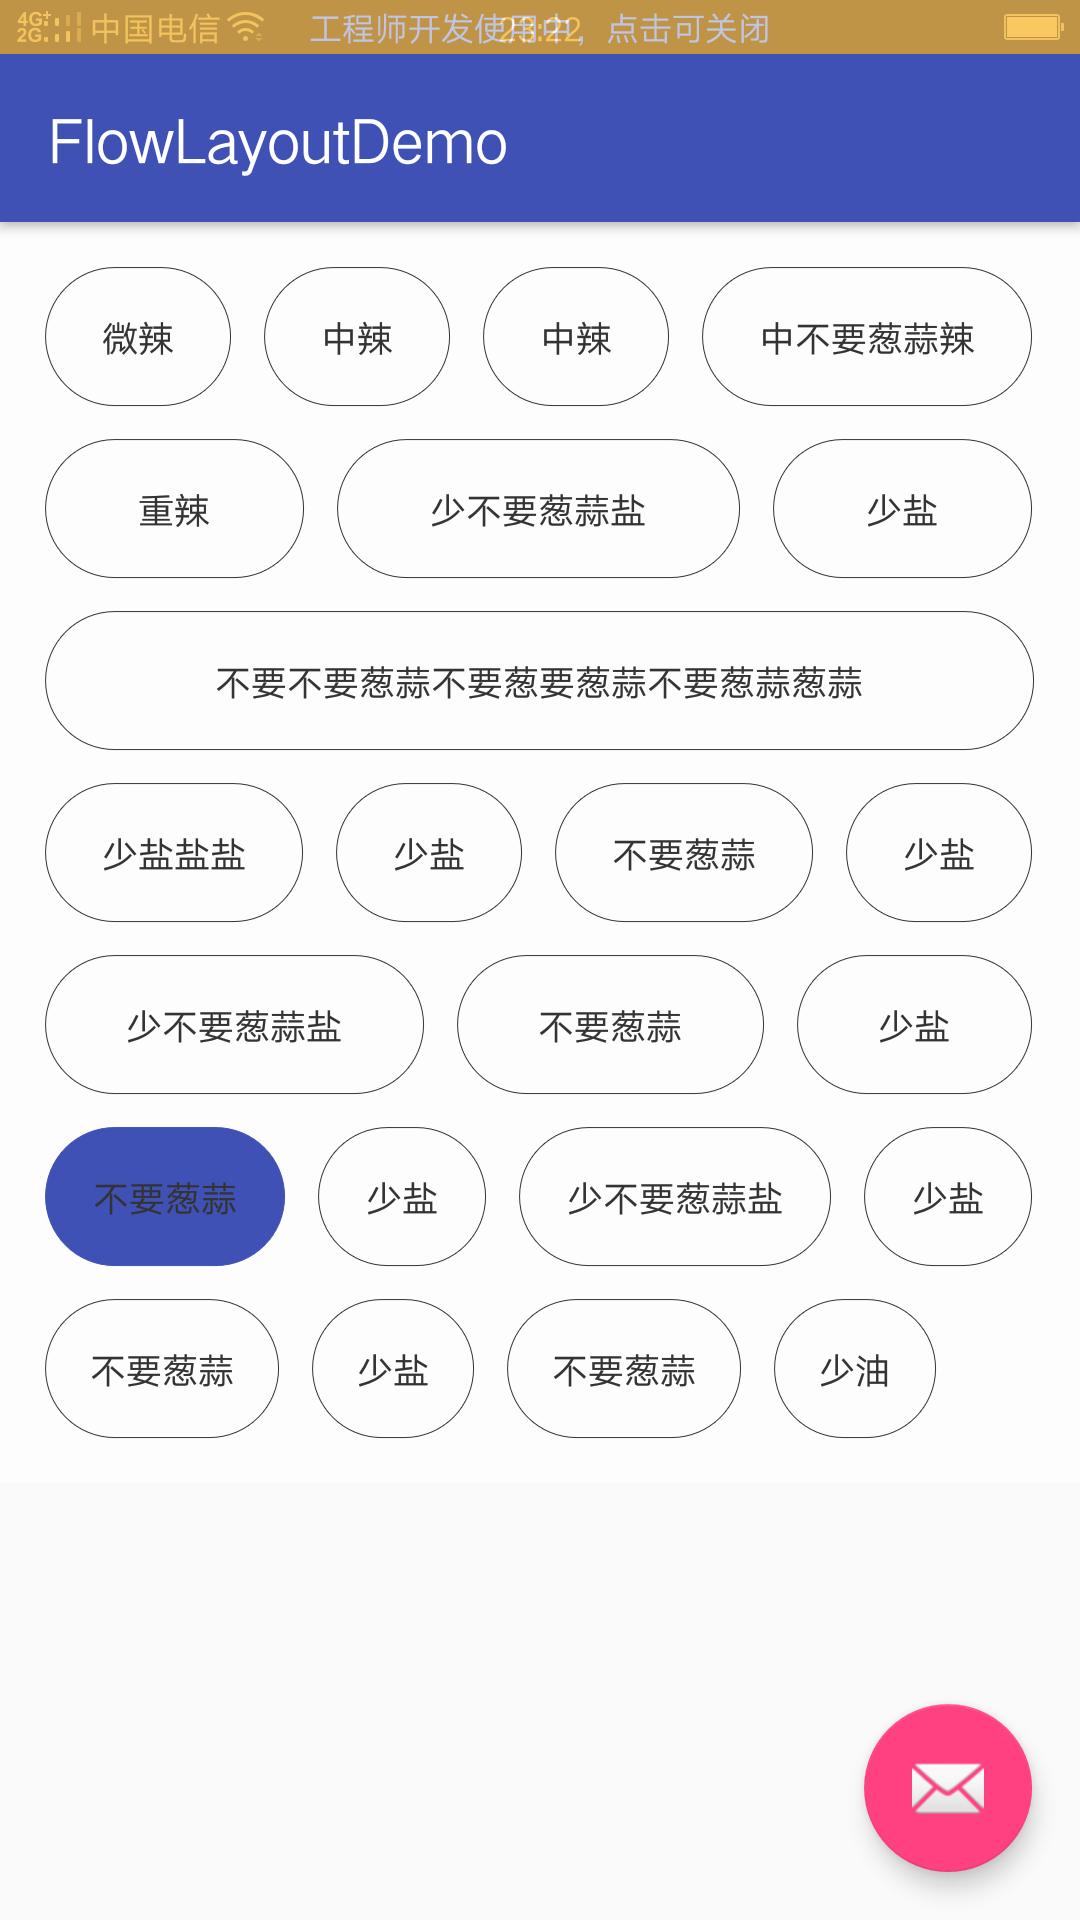 4G+ 2G 中国电信 工程师开发使用中，点击可关闭 23:22
FlowLayoutDemo
微辣 中辣 中辣 中不要葱蒜辣
重辣 少不要葱蒜盐 少盐
不要不要葱蒜不要葱要葱蒜不要葱蒜葱蒜
少盐盐盐 少盐 不要葱蒜 少盐
少不要葱蒜盐 不要葱蒜 少盐
不要葱蒜 少盐 少不要葱蒜盐 少盐
不要葱蒜 少盐 不要葱蒜 少油